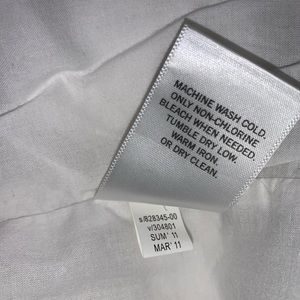 MACHINE WASH COLD.
ONLY NON-CHLORINE
BLEACH WHEN NEEDED.
TUMBLE DRY LOW.
WARM IRON.
OR DRY CLEAN.
s/828345-00
v/304801
SUM' 11
MAR' 11